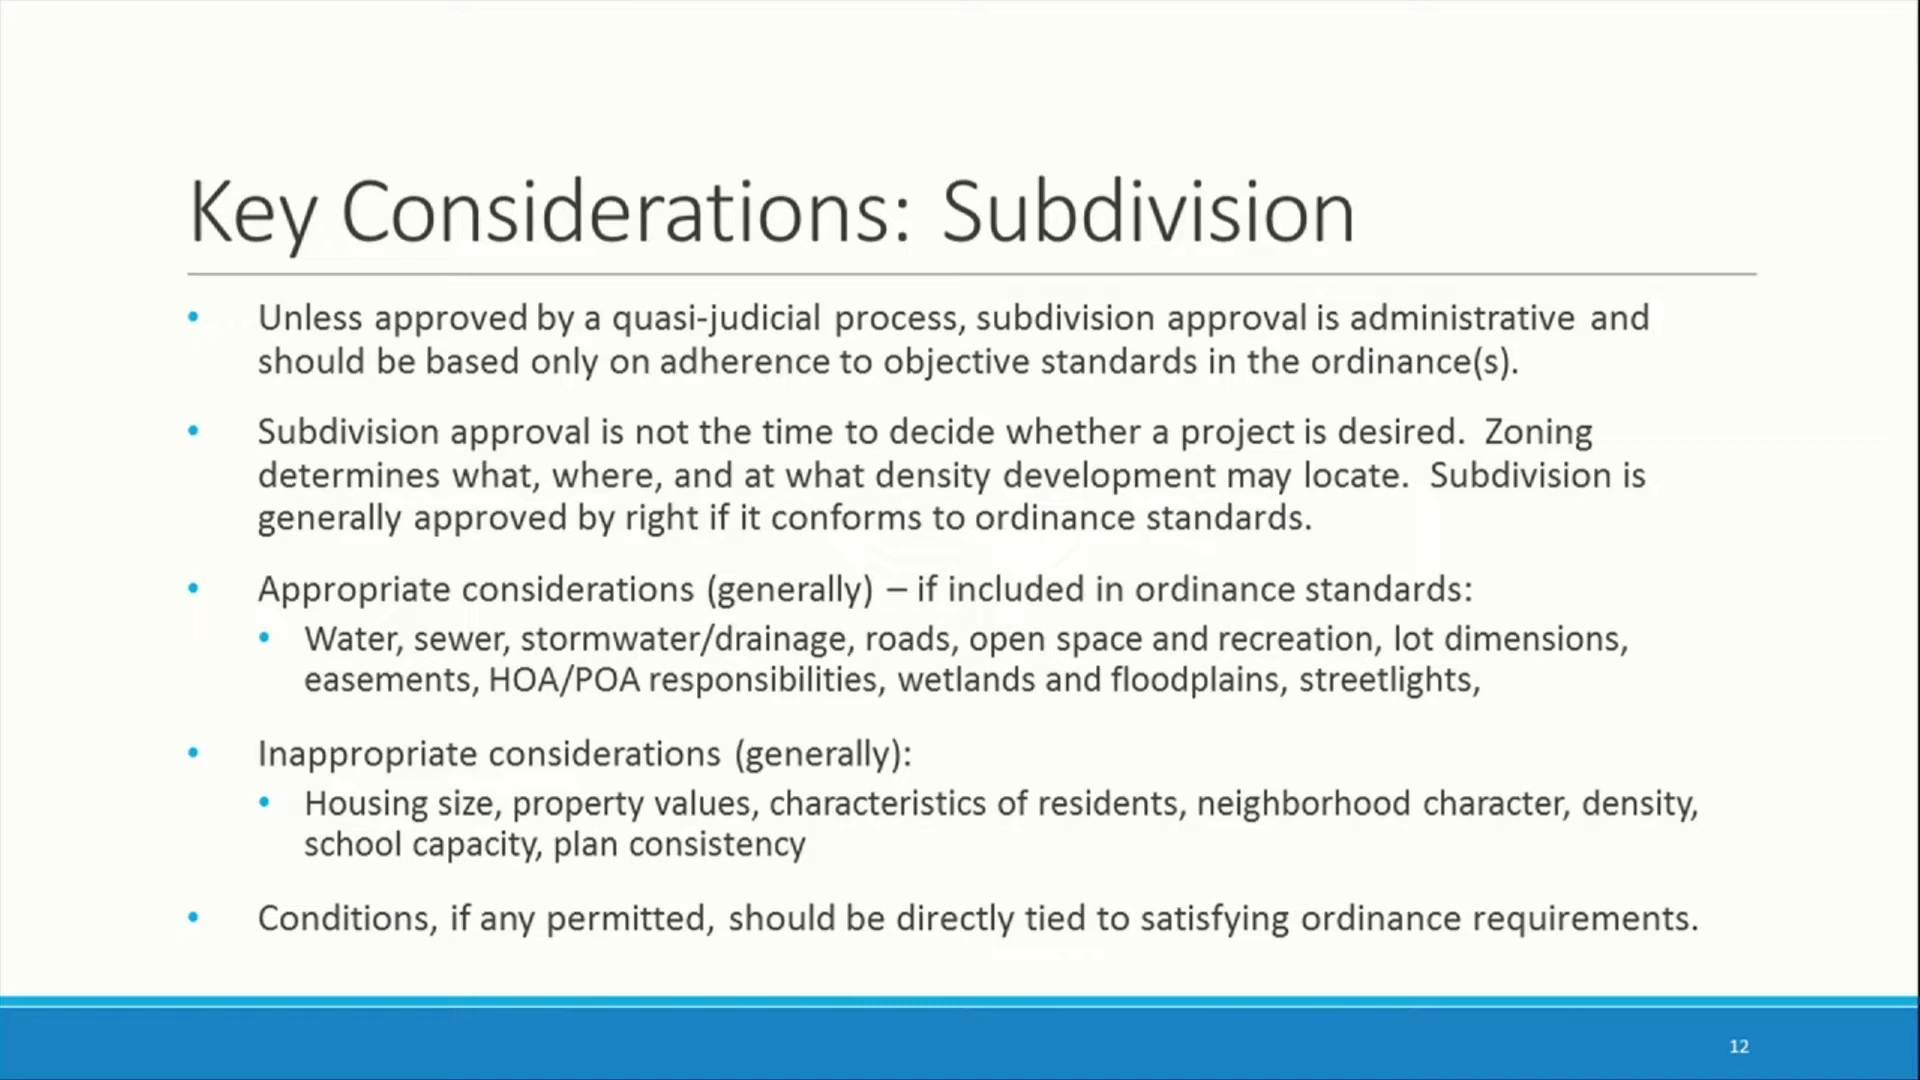 Key Considerations: Subdivision
• Unless approved by a quasi-judicial process, subdivision approval is administrative and
should be based only on adherence to objective standards in the ordinance(s).
• Subdivision approval is not the time to decide whether a project is desired. Zoning
determines what, where, and at what density development may locate. Subdivision is
generally approved by right if it conforms to ordinance standards.
• Appropriate considerations (generally) – if included in ordinance standards:
• Water, sewer, stormwater/drainage, roads, open space and recreation, lot dimensions,
easements, HOA/POA responsibilities, wetlands and floodplains, streetlights,
• Inappropriate considerations (generally):
• Housing size, property values, characteristics of residents, neighborhood character, density,
school capacity, plan consistency
• Conditions, if any permitted, should be directly tied to satisfying ordinance requirements.
12